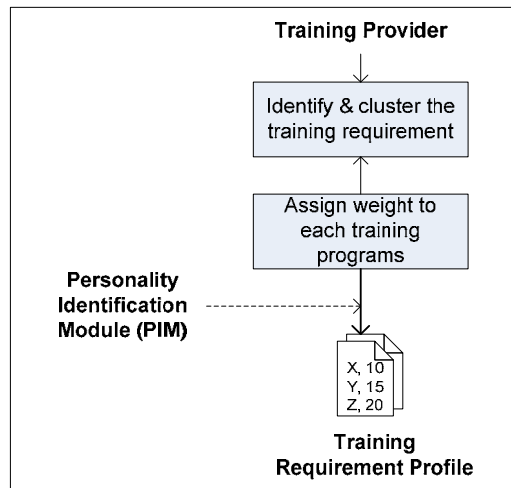 Training Provider
Identify & cluster the
training requirement
Assign weight to
each training
programs
Personality
Identification
Module (PIM)
X, 10
Y, 15
Z, 20
Training
Requirement Profile